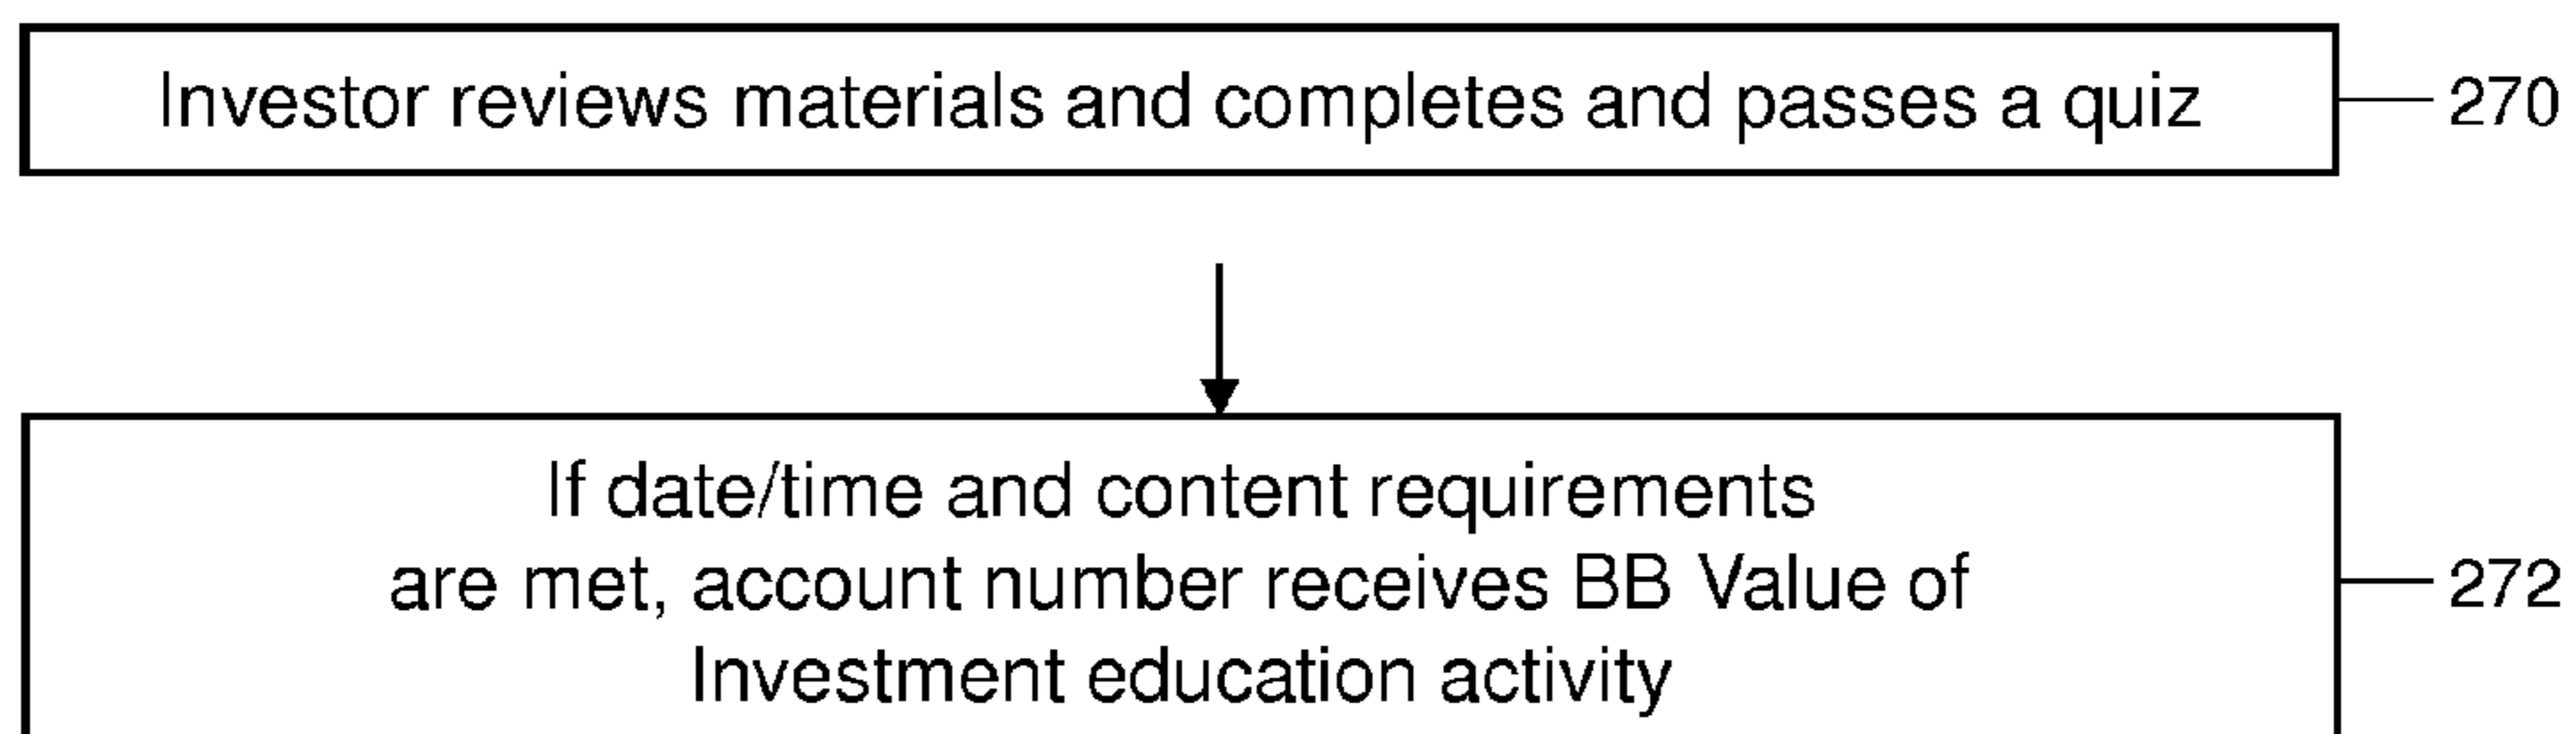 Investor reviews materials and completes and passes a quiz
270
If date/time and content requirements
are met, account number receives BB Value of
Investment education activity
272